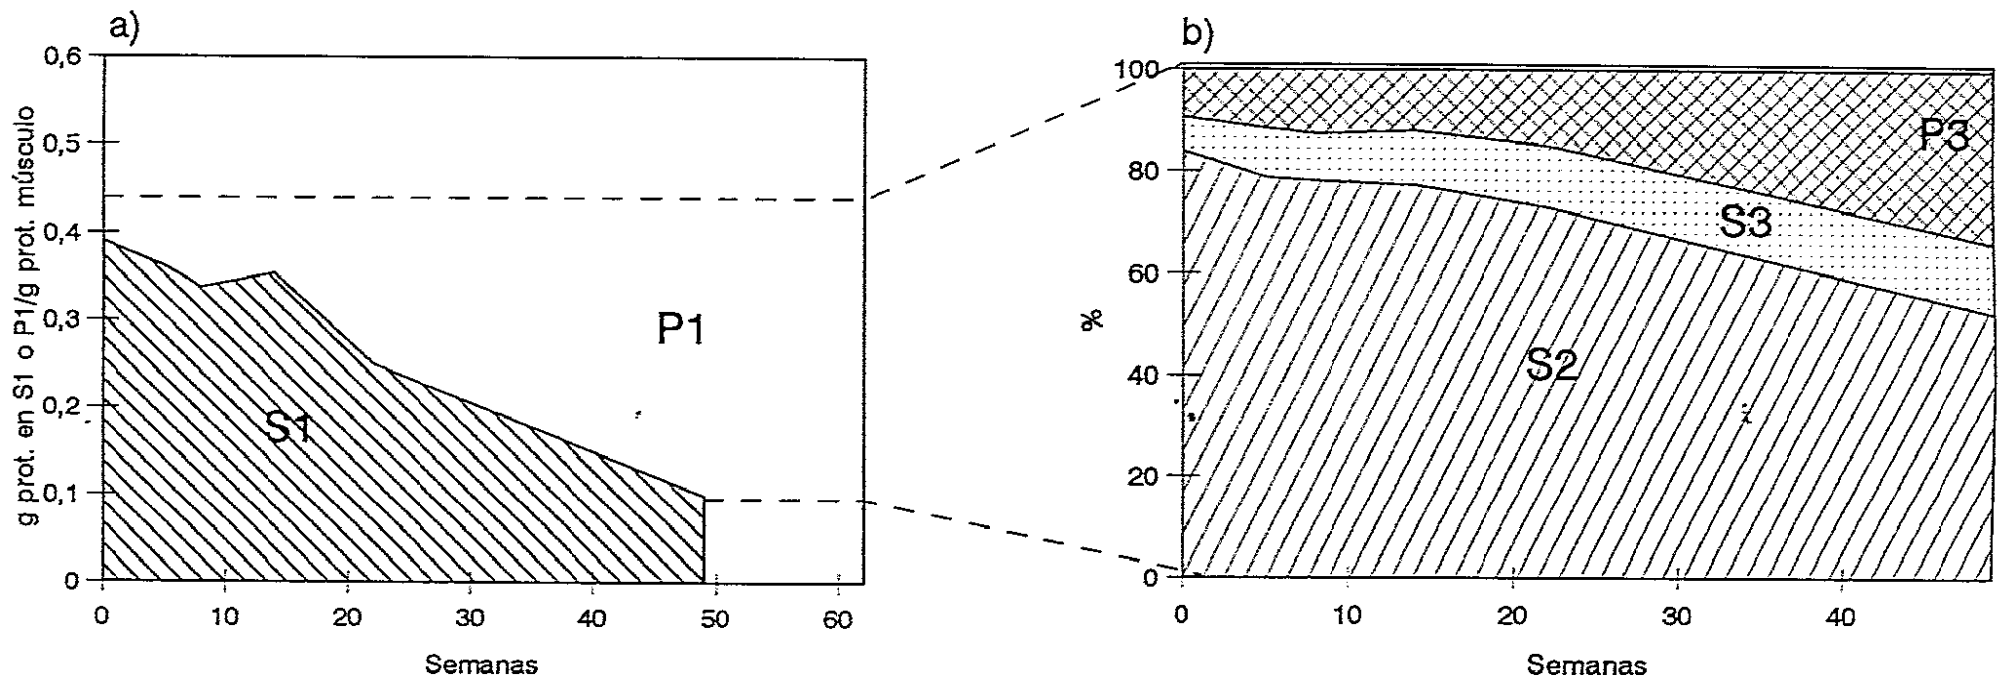 a)
g prot. en S1 o P1/g prot. músculo
0,6
0,5
0,4
0,3
0,2
0,1
0
P1
S1
0 10 20 30 40 50 60
Semanas
b)
%
100
80
60
40
20
0
P3
S3
S2
0 10 20 30 40
Semanas